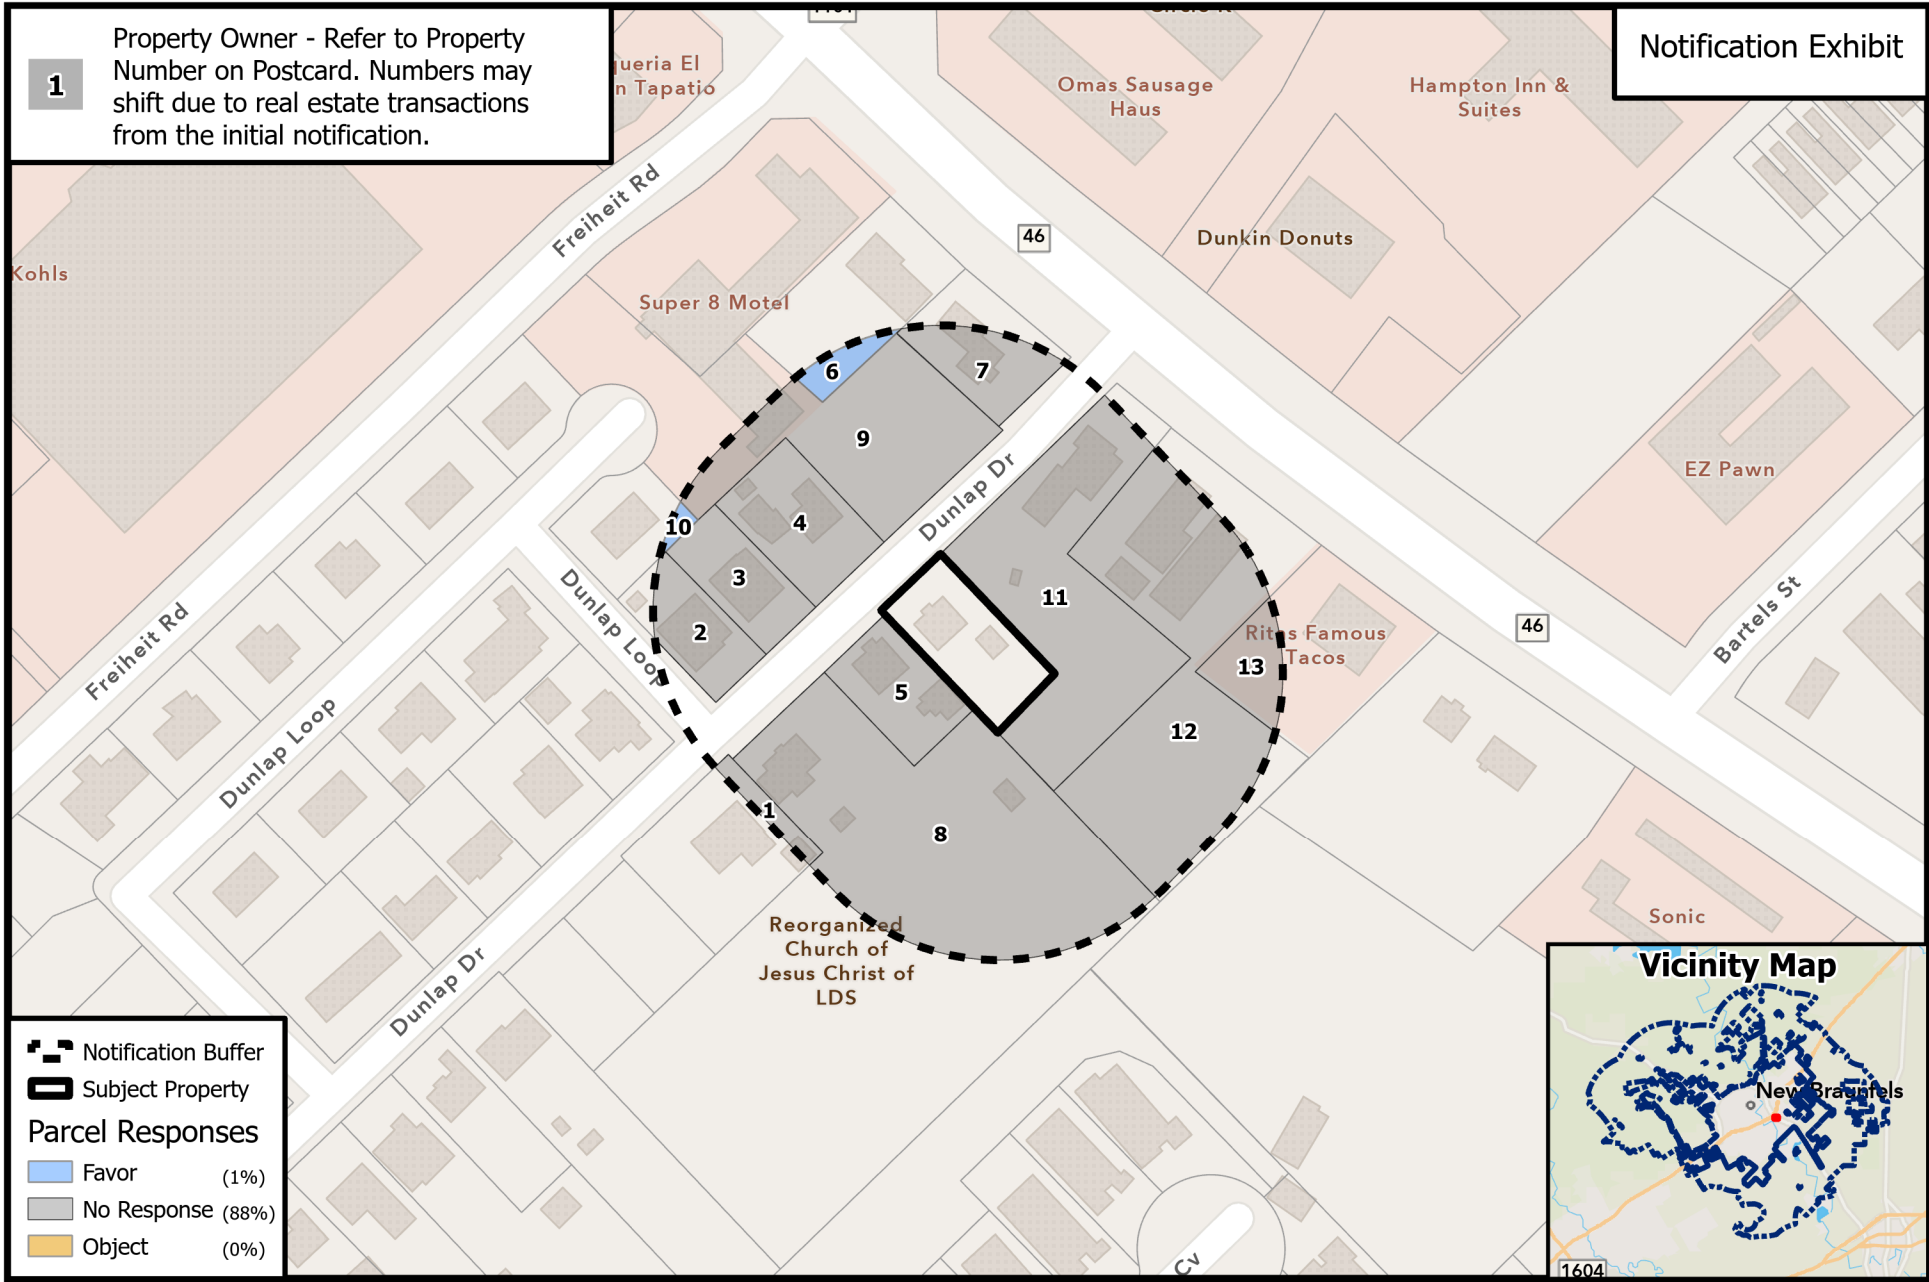 1
Property Owner - Refer to Property
Number on Postcard. Numbers may
shift due to real estate transactions
from the initial notification.
Notification Exhibit
Omas Sausage
Haus
Hampton Inn &
Suites
Tapatio
Freiheit Rd
46
Dunkin Donuts
Kohls
Super 8 Motel
6
7
9
EZ Pawn
Dunlap Dr
10
4
3
2
11
Dunlap Loop
Ritas Famous
Tacos
13
46
Bartels St
Freiheit Rd
5
12
Dunlap Loop
1
8
Reorganized
Church of
Jesus Christ of
LDS
Sonic
Dunlap Dr
Cv
Notification Buffer
Subject Property
Parcel Responses
Favor (1%)
No Response (88%)
Object (0%)
Vicinity Map
New Braunfels
1604